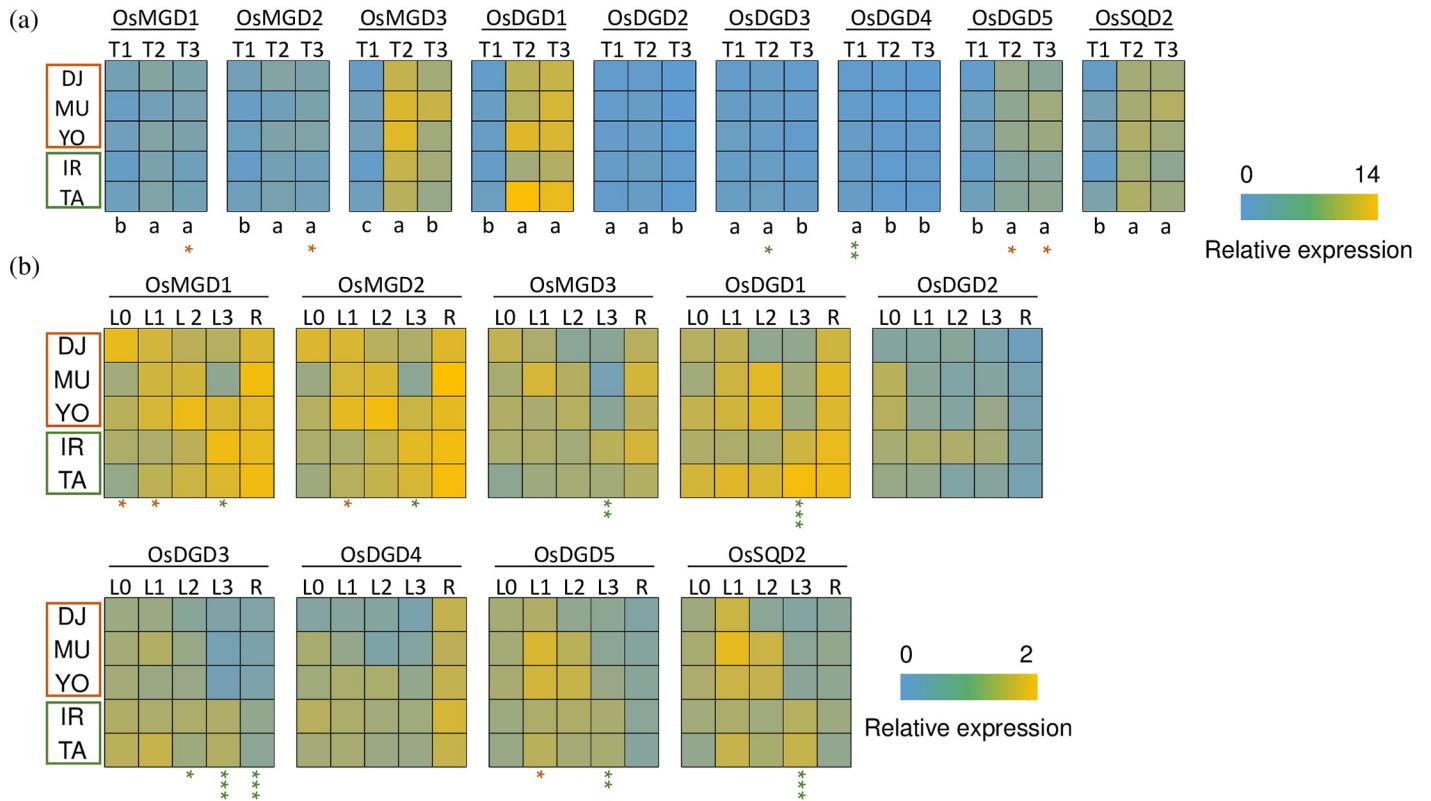 (a)
OsMGD1 OsMGD2 OsMGD3 OsDGD1 OsDGD2 OsDGD3 OsDGD4 OsDGD5 OsSQD2
T1 T2 T3 T1 T2 T3 T1 T2 T3 T1 T2 T3 T1 T2 T3 T1 T2 T3 T1 T2 T3 T1 T2 T3 T1 T2 T3
DJ
MU
YO
IR
TA
0 14
Relative expression
b a a b a a c a b b a a a a b a a b a b b b a a b a a
* * * ** * *
(b)
OsMGD1 OsMGD2 OsMGD3 OsDGD1 OsDGD2
L0 L1 L 2 L3 R L0 L1 L2 L3 R L0 L1 L2 L3 R L0 L1 L2 L3 R L0 L1 L2 L3 R
DJ
MU
YO
IR
TA
* * * * * ** ***
OsDGD3 OsDGD4 OsDGD5 OsSQD2
L0 L1 L2 L3 R L0 L1 L2 L3 R L0 L1 L2 L3 R L0 L1 L2 L3 R
DJ
MU
YO
IR
TA
0 2
Relative expression
* *** *** * ** ***